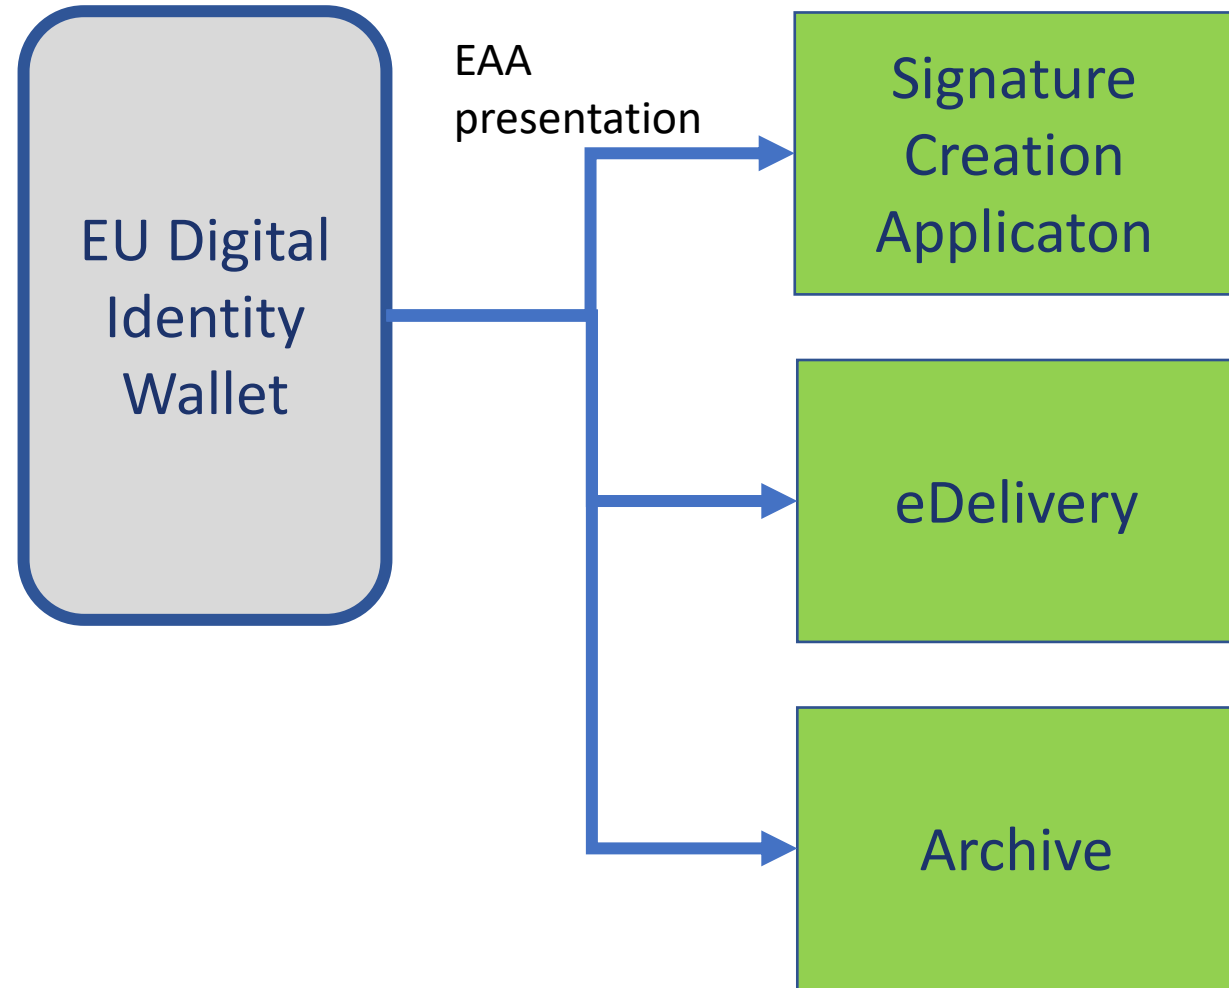 EU Digital
Identity
Wallet
EAA
presentation
Signature
Creation
Applicaton
eDelivery
Archive